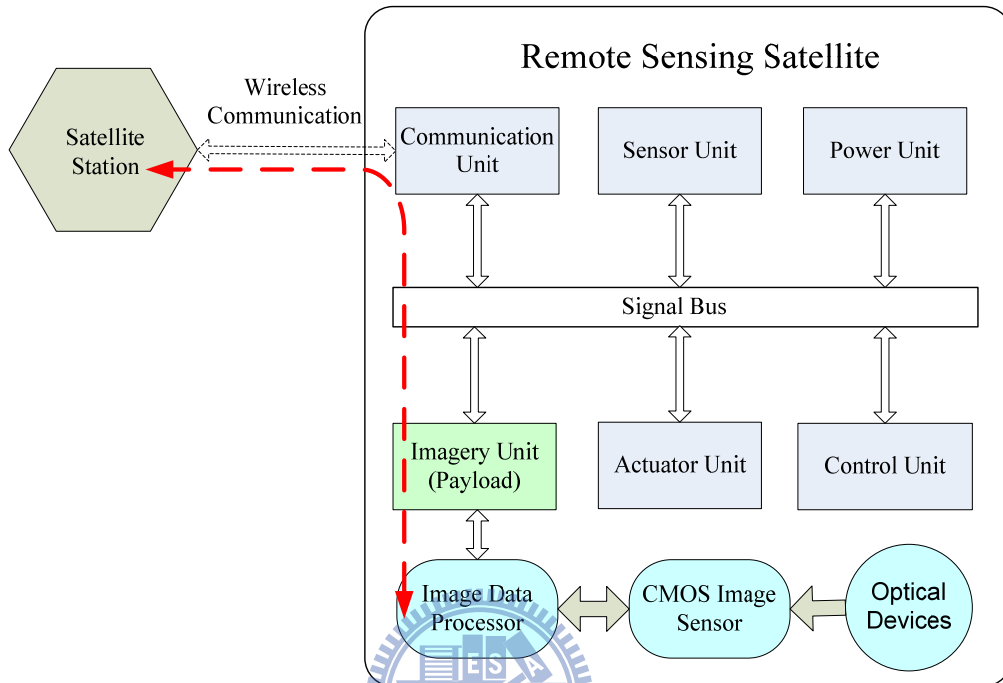 Remote Sensing Satellite
Wireless
Communication
Satellite
Station
Communication
Unit
Sensor Unit
Power Unit
Signal Bus
Imagery Unit
(Payload)
Actuator Unit
Control Unit
Image Data
Processor
CMOS Image
Sensor
Optical
Devices
ESA